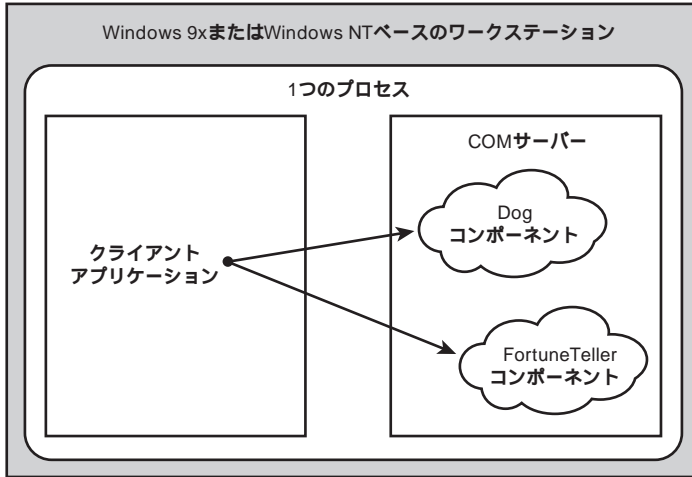 Windows 9xまたはWindows NTベースのワークステーション
1つのプロセス
クライアント
アプリケーション
COMサーバー
Dog
コンポーネント
FortuneTeller
コンポーネント